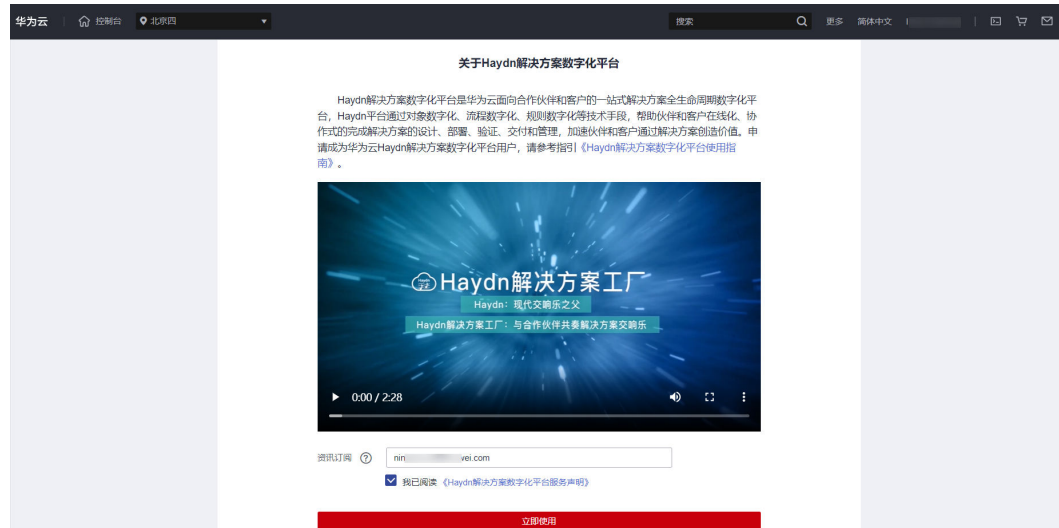 华为云 控制台 北京四 搜索 更多 简体中文
关于Haydn解决方案数字化平台
Haydn解决方案数字化平台是华为云面向合作伙伴和客户的一站式解决方案全生命周期数字化平
台，Haydn平台通过对象数字化、流程数字化、规则数字化等技术手段，帮助伙伴和客户在线化、协
作式的完成解决方案的设计、部署、验证、交付和管理，加速伙伴和客户通过解决方案创造价值。申
请成为华为云Haydn解决方案数字化平台用户，请参考指引《Haydn解决方案数字化平台使用指
南》。
Haydn解决方案工厂
Haydn：现代交响乐之父
Haydn解决方案工厂：与合作伙伴共奏解决方案交响乐
0:00 / 2:28
资讯订阅 ? nin vei.com
我已阅读《Haydn解决方案数字化平台服务声明》
立即使用